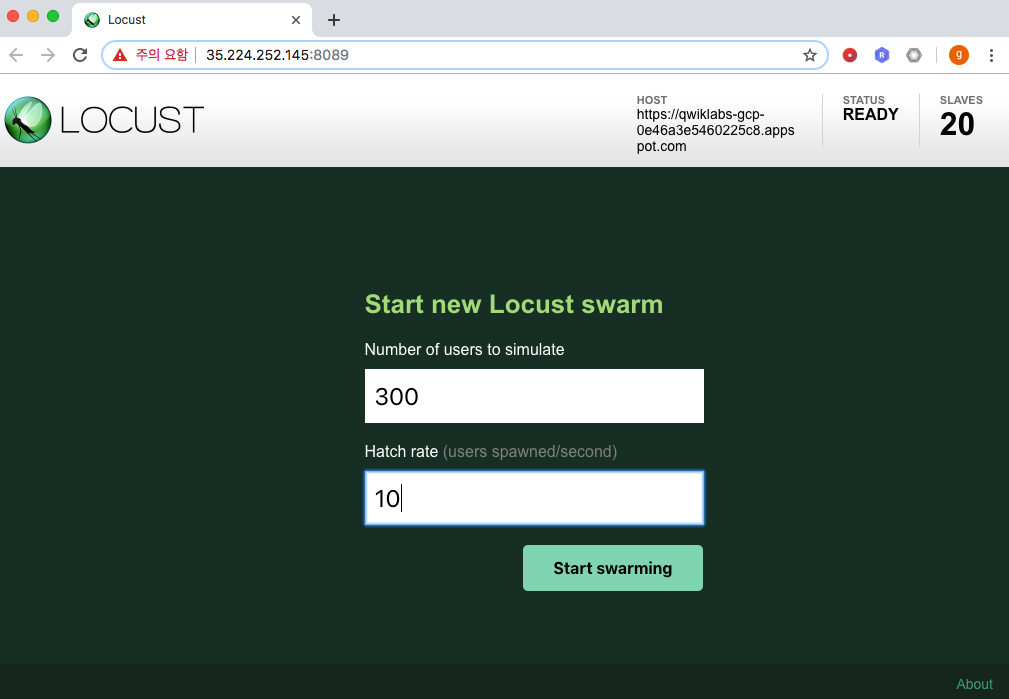 Locust
주의 요함 35.224.252.145:8089
R
g
LOCUST
HOST
https://qwiklabs-gcp-
0e46a3e5460225c8.apps
pot.com
STATUS
READY
SLAVES
20
Start new Locust swarm
Number of users to simulate
300
Hatch rate (users spawned/second)
10
Start swarming
About